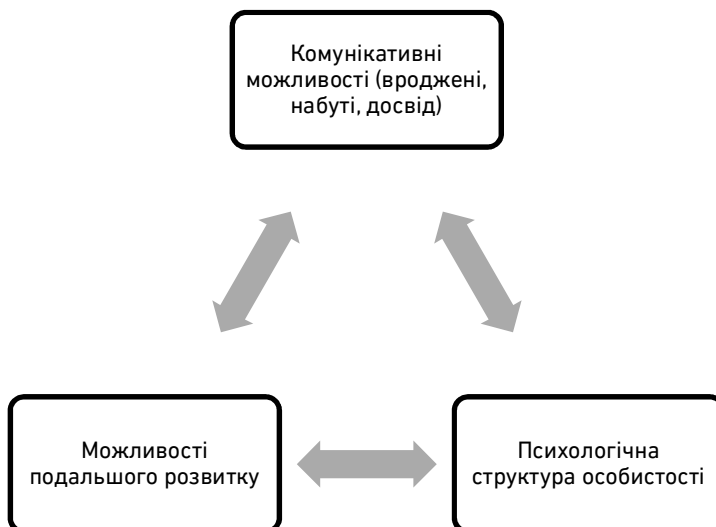 Комунікативні
можливості (вроджені,
набуті, досвід)
Можливості
подальшого розвитку
Психологічна
структура особистості